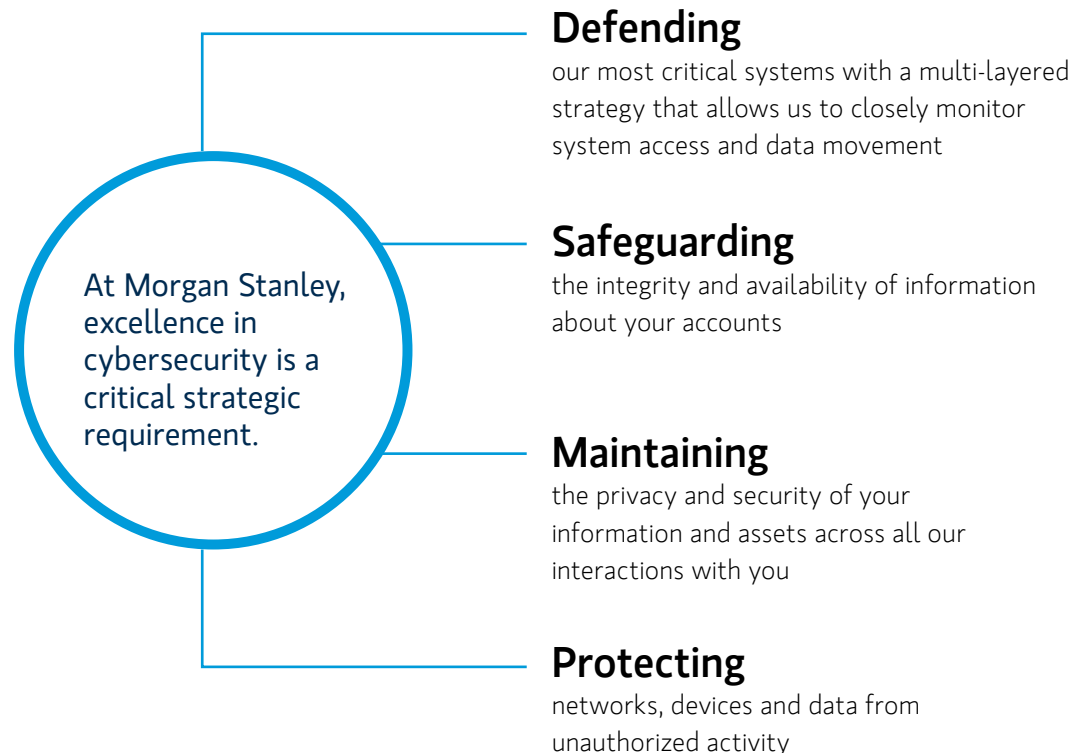 At Morgan Stanley,
excellence in
cybersecurity is a
critical strategic
requirement.
Defending
our most critical systems with a multi-layered
strategy that allows us to closely monitor
system access and data movement
Safeguarding
the integrity and availability of information
about your accounts
Maintaining
the privacy and security of your
information and assets across all our
interactions with you
Protecting
networks, devices and data from
unauthorized activity